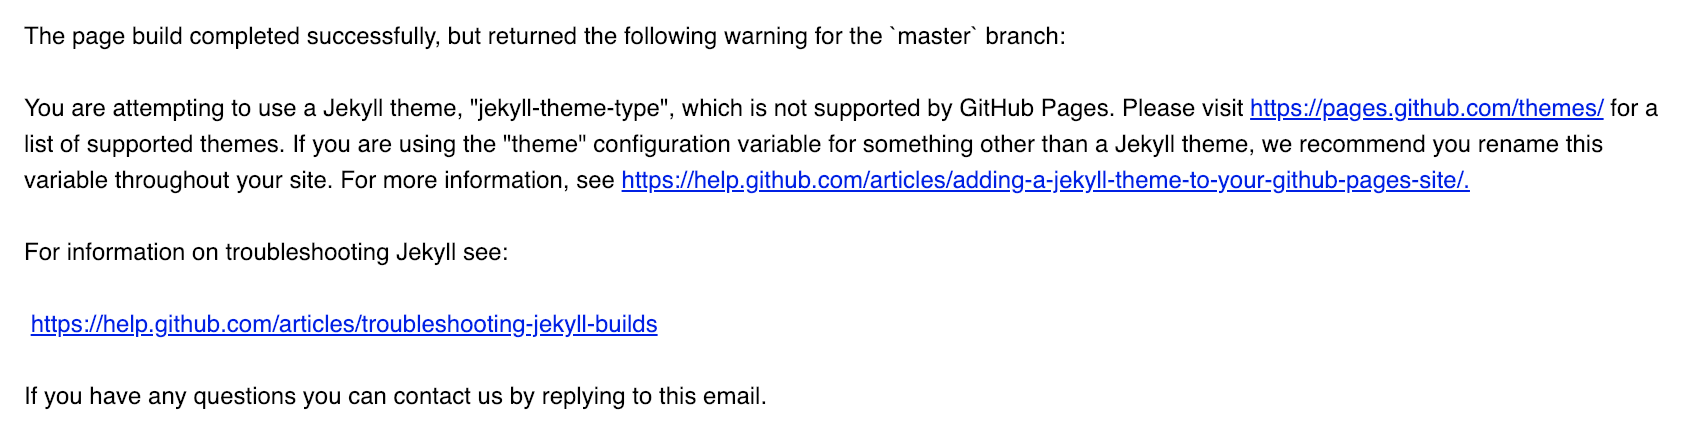 The page build completed successfully, but returned the following warning for the `master` branch:
You are attempting to use a Jekyll theme, "jekyll-theme-type", which is not supported by GitHub Pages. Please visit https://pages.github.com/themes/ for a
list of supported themes. If you are using the "theme" configuration variable for something other than a Jekyll theme, we recommend you rename this
variable throughout your site. For more information, see https://help.github.com/articles/adding-a-jekyll-theme-to-your-github-pages-site/.
For information on troubleshooting Jekyll see:
https://help.github.com/articles/troubleshooting-jekyll-builds
If you have any questions you can contact us by replying to this email.